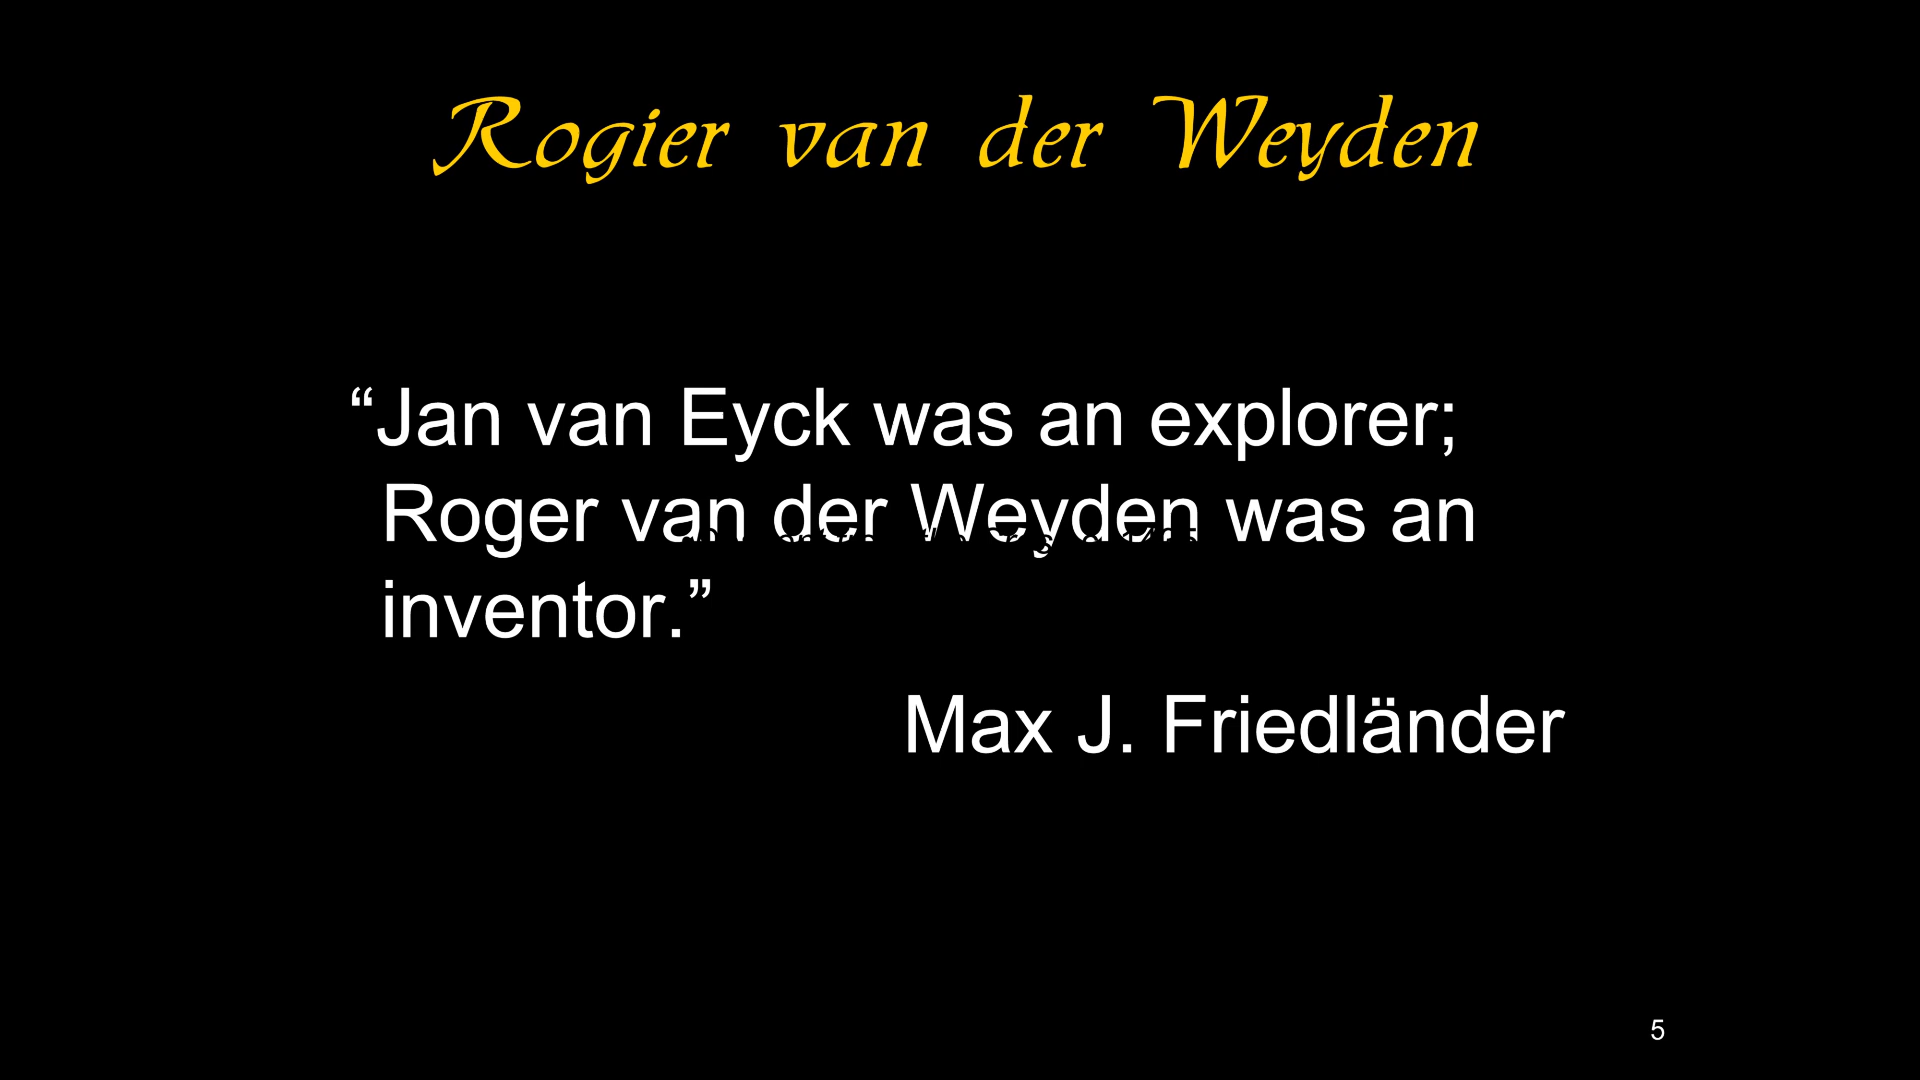 Rogier van der Weyden
“Jan van Eyck was an explorer;
Roger van der Weyden was an
inventor.”
Max J. Friedländer
5